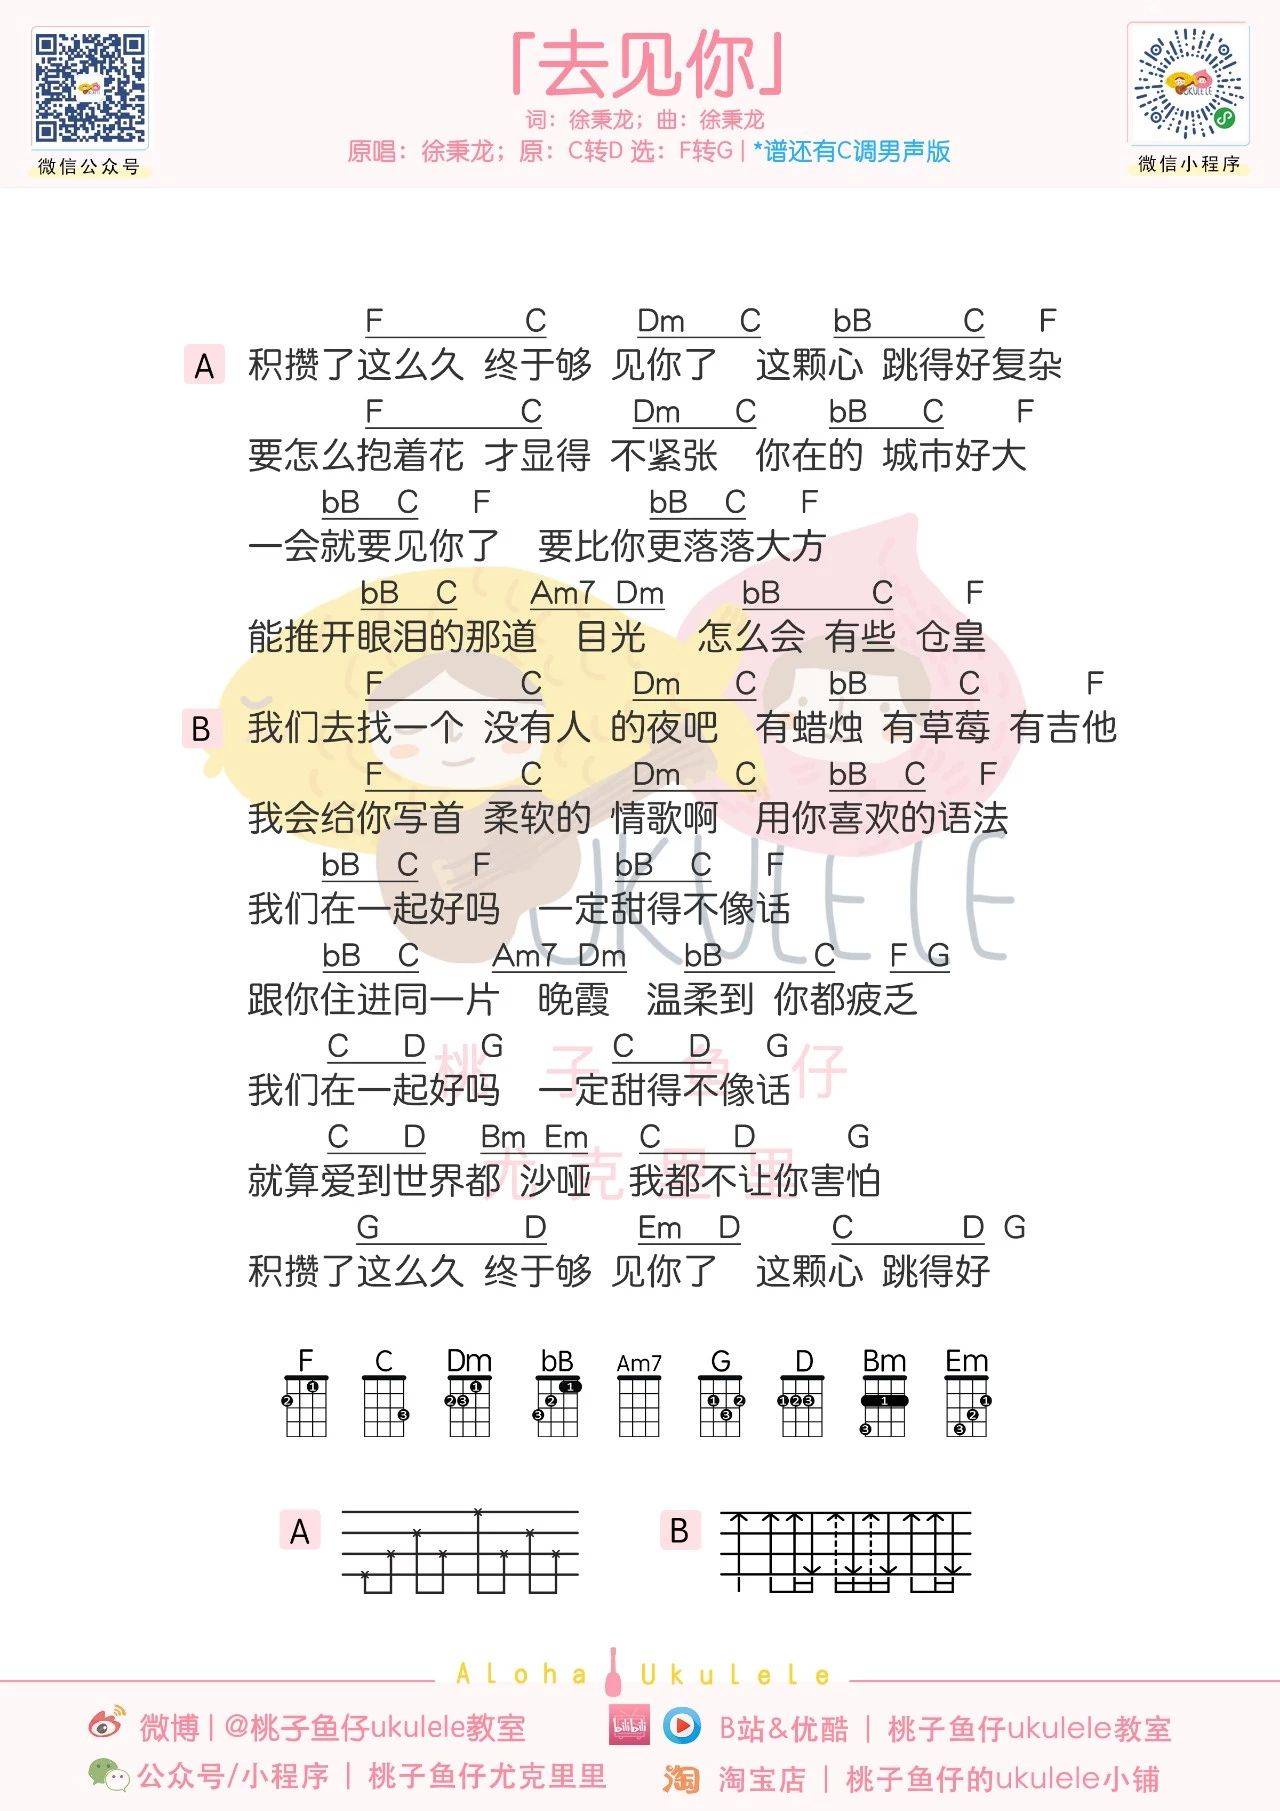 「去见你」
词：徐秉龙；曲：徐秉龙
原唱：徐秉龙；原：C转D 选：F转G | *谱还有C调男声版
微信公众号
UKULELE
微信小程序
F C Dm C bB C F
A 积攒了这么久 终于够 见你了 这颗心 跳得好复杂
F C Dm C bB C F
要怎么抱着花 才显得 不紧张 你在的 城市好大
bB C F bB C F
一会就要见你了 要比你更落落大方
bB C Am7 Dm bB C F
能推开眼泪的那道 目光 怎么会 有些 仓皇
F C Dm C bB C F
B 我们去找一个 没有人 的夜吧 有蜡烛 有草莓 有吉他
F C Dm C bB C F
我会给你写首 柔软的 情歌啊 用你喜欢的语法
bB C F bB C F
我们在一起好吗 一定甜得不像话
UKULELE
bB C Am7 Dm bB C F G
跟你住进同一片 晚霞 温柔到 你都疲乏
C D G C D G
桃子鱼仔
我们在一起好吗 一定甜得不像话
C D Bm Em C D G
尤克里里
就算爱到世界都 沙哑 我都不让你害怕
G D Em D C D G
积攒了这么久 终于够 见你了 这颗心 跳得好
F C Dm bB Am7 G D Bm Em
2 1 3 2 3 1 3 2 1 1 2 3 1 2 3 1 3 3 2 1
A B
Aloha Ukulele
微博 | @桃子鱼仔ukulele教室
bilibili B站&优酷 | 桃子鱼仔ukulele教室
公众号/小程序 | 桃子鱼仔尤克里里
淘 淘宝店 | 桃子鱼仔的ukulele小铺